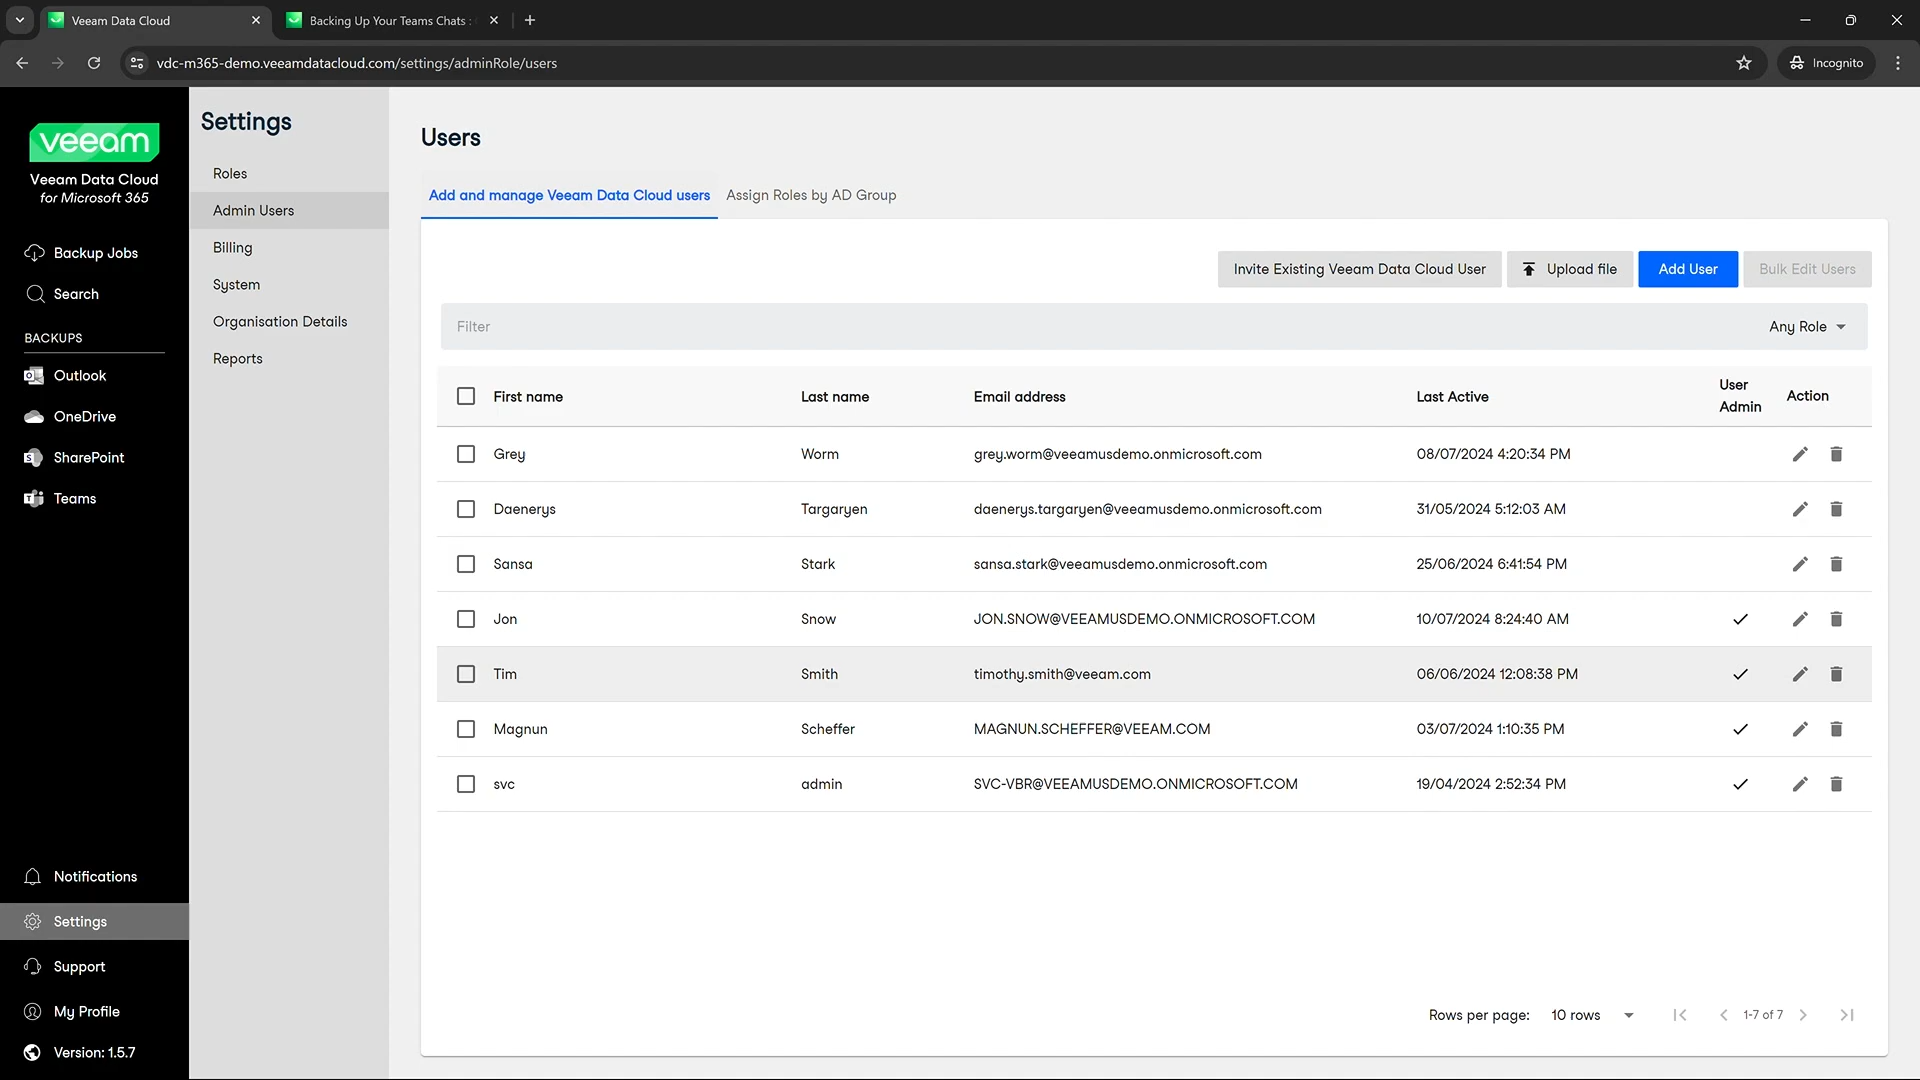 Veeam Data Cloud
Backing Up Your Teams Chats :
vdc-m365-demo.veeamdatacloud.com/settings/adminRole/users
Incognito
veeam
Veeam Data Cloud
for Microsoft 365
Backup Jobs
Search
BACKUPS
Outlook
OneDrive
SharePoint
Teams
Notifications
Settings
Support
My Profile
Version: 1.5.7
Settings
Roles
Admin Users
Billing
System
Organisation Details
Reports
Users
Add and manage Veeam Data Cloud users
Assign Roles by AD Group
Invite Existing Veeam Data Cloud User
Upload file
Add User
Bulk Edit Users
Filter
Any Role
First name Last name Email address Last Active User Admin Action
Grey Worm grey.worm@veeamusdemo.onmicrosoft.com 08/07/2024 4:20:34 PM
Daenerys Targaryen daenerys.targaryen@veeamusdemo.onmicrosoft.com 31/05/2024 5:12:03 AM
Sansa Stark sansa.stark@veeamusdemo.onmicrosoft.com 25/06/2024 6:41:54 PM
Jon Snow JON.SNOW@VEEAMUSDEMO.ONMICROSOFT.COM 10/07/2024 8:24:40 AM
Tim Smith timothy.smith@veeam.com 06/06/2024 12:08:38 PM
Magnun Scheffer MAGNUN.SCHEFFER@VEEAM.COM 03/07/2024 1:10:35 PM
svc admin SVC-VBR@VEEAMUSDEMO.ONMICROSOFT.COM 19/04/2024 2:52:34 PM
Rows per page: 10 rows 1-7 of 7